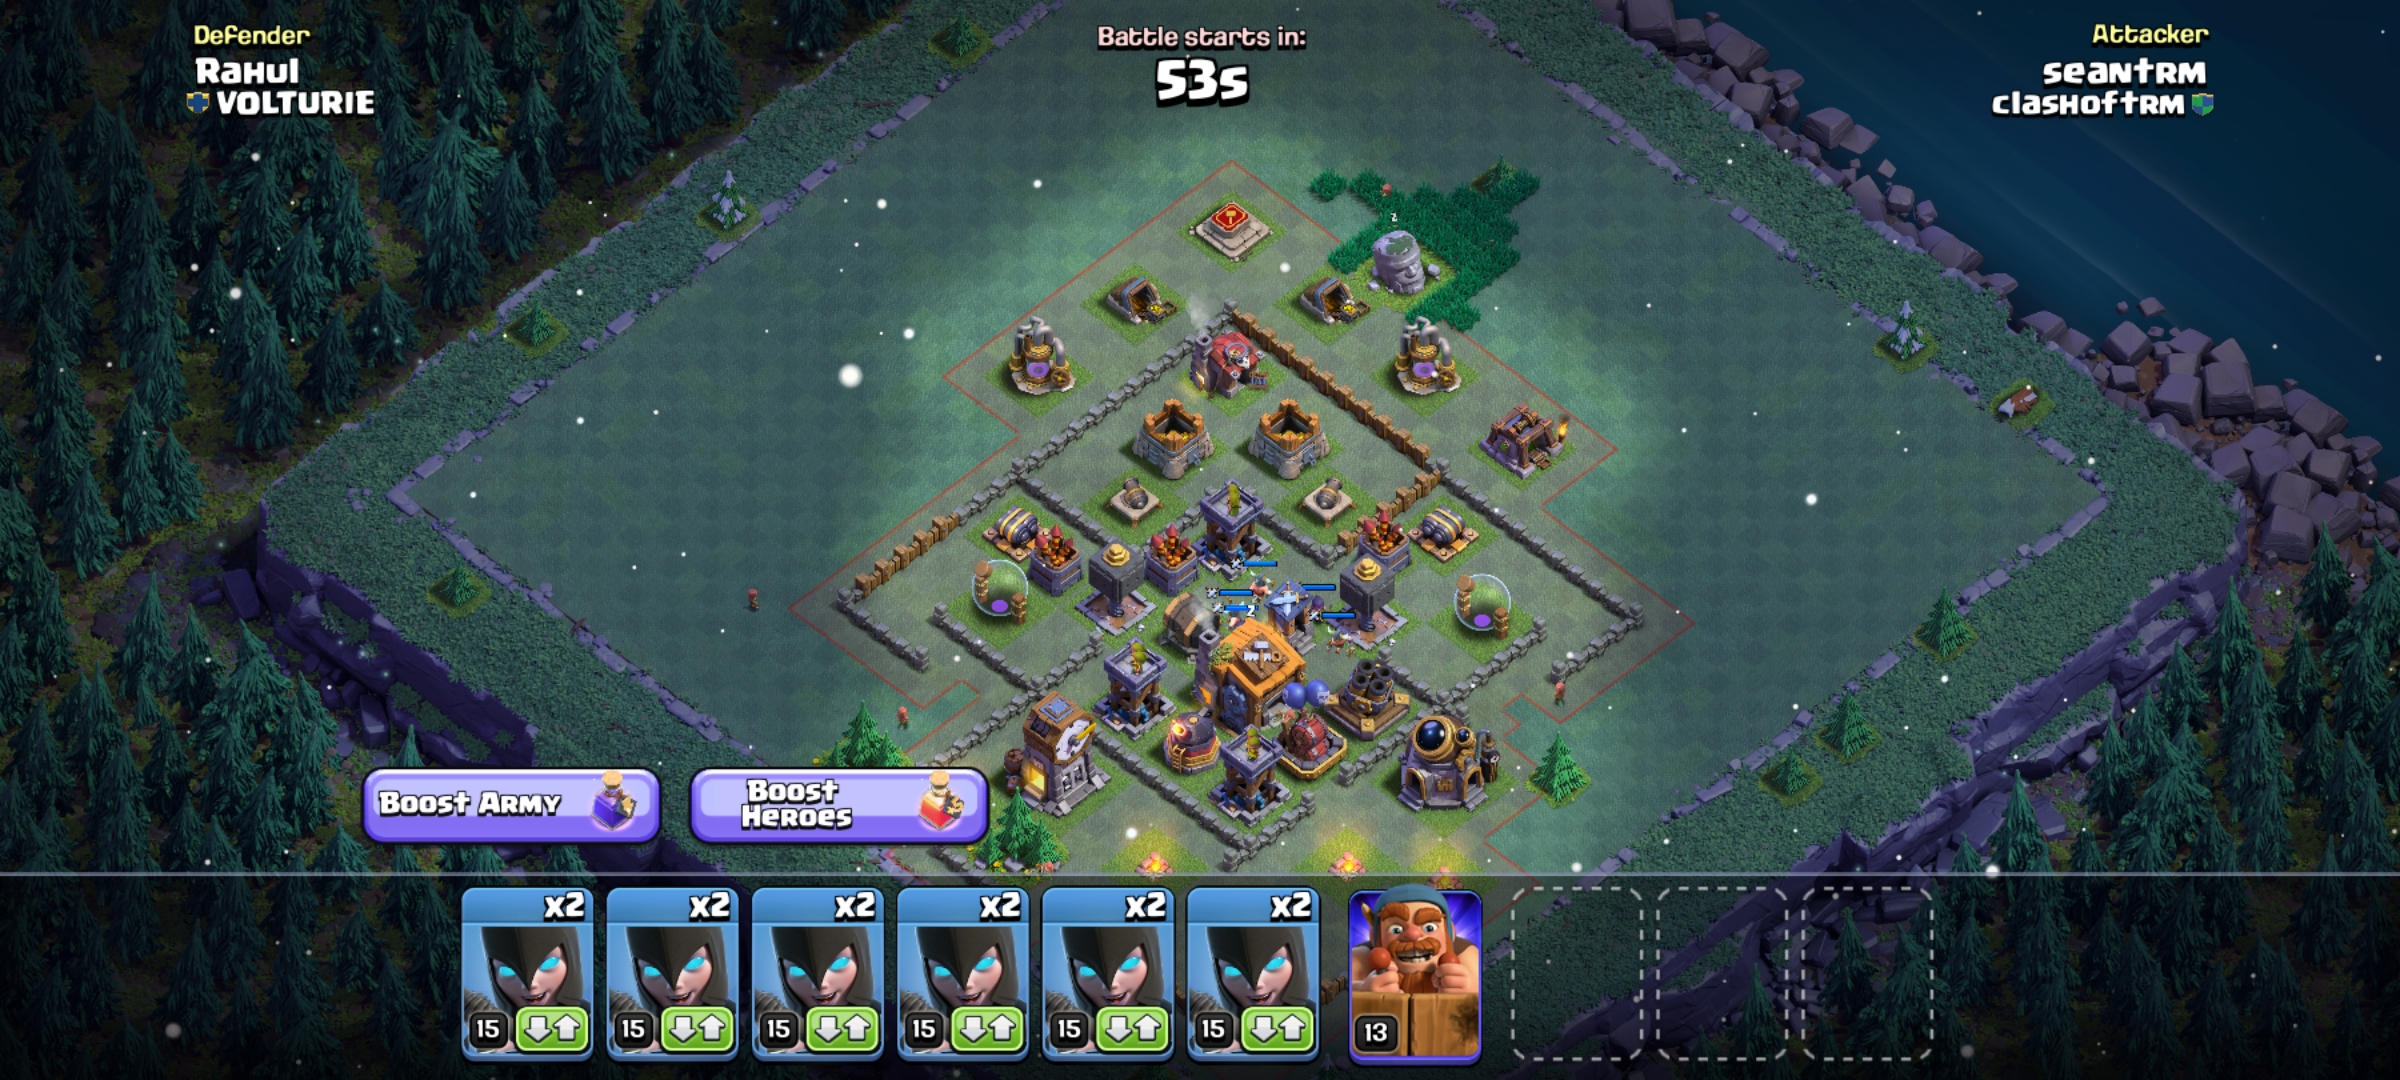 Defender
Rahul
VOLTURIE
Battle starts in:
53s
Attacker
seantRM
clashoftRM
z
z
Boost Army
Boost
Heroes
x2
x2
x2
x2
x2
x2
15
15
15
15
15
15
13